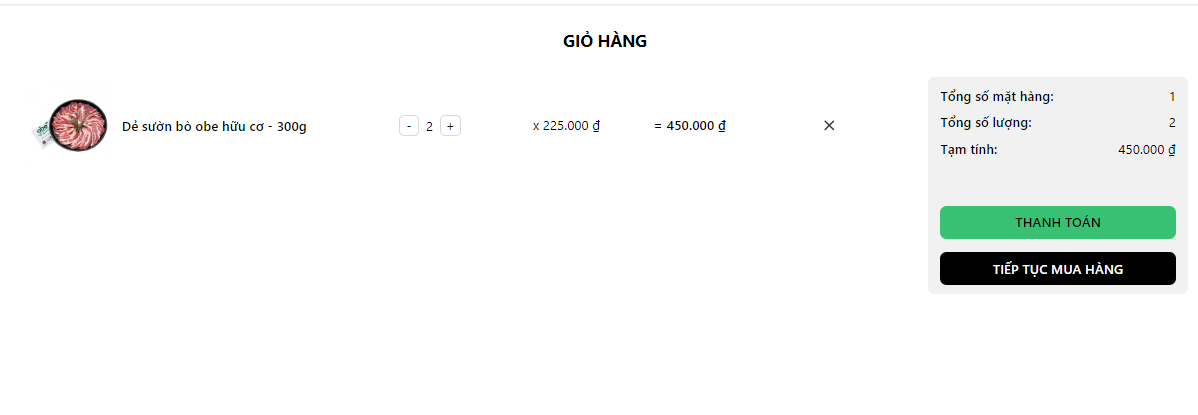 GIỎ HÀNG
Dẻ sườn bò obe hữu cơ - 300g
- 2 +
x 225.000 ₫
= 450.000 ₫
×
Tổng số mặt hàng: 1
Tổng số lượng: 2
Tạm tính: 450.000 ₫
THANH TOÁN
TIẾP TỤC MUA HÀNG